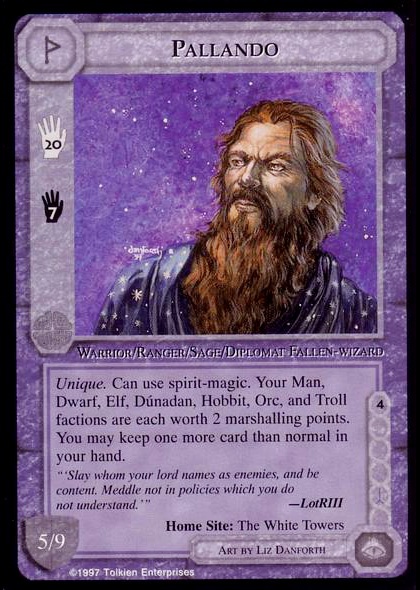 PALLANDO
20
7
Danforth
WARRIOR/RANGER/SAGE/DIPLOMAT FALLEN-WIZARD
Unique. Can use spirit-magic. Your Man,
Dwarf, Elf, Dúnadan, Hobbit, Orc, and Troll
factions are each worth 2 marshalling points.
You may keep one more card than normal in
your hand.
4
“‘Slay whom your lord names as enemies, and be
content. Meddle not in policies which you do
not understand.’” —LotRIII
Home Site: The White Towers
5/9
ART BY LIZ DANFORTH
©1997 Tolkien Enterprises